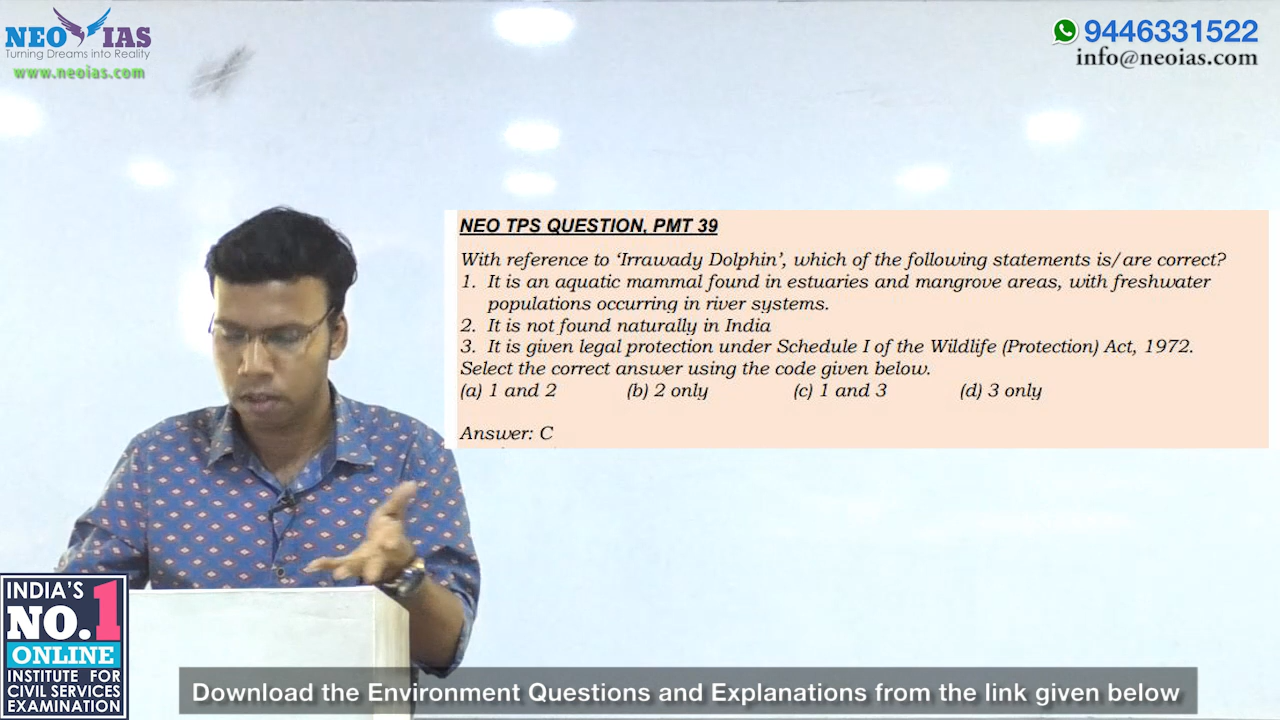 NEO IAS
Turning Dreams into Reality
www.neoias.com
9446331522
info@neoias.com
NEO TPS QUESTION, PMT 39
With reference to ‘Irrawady Dolphin’, which of the following statements is/are correct?
1. It is an aquatic mammal found in estuaries and mangrove areas, with freshwater
populations occurring in river systems.
2. It is not found naturally in India
3. It is given legal protection under Schedule I of the Wildlife (Protection) Act, 1972.
Select the correct answer using the code given below.
(a) 1 and 2 (b) 2 only (c) 1 and 3 (d) 3 only
Answer: C
INDIA'S
NO.1
ONLINE
INSTITUTE FOR
CIVIL SERVICES
EXAMINATION
Download the Environment Questions and Explanations from the link given below